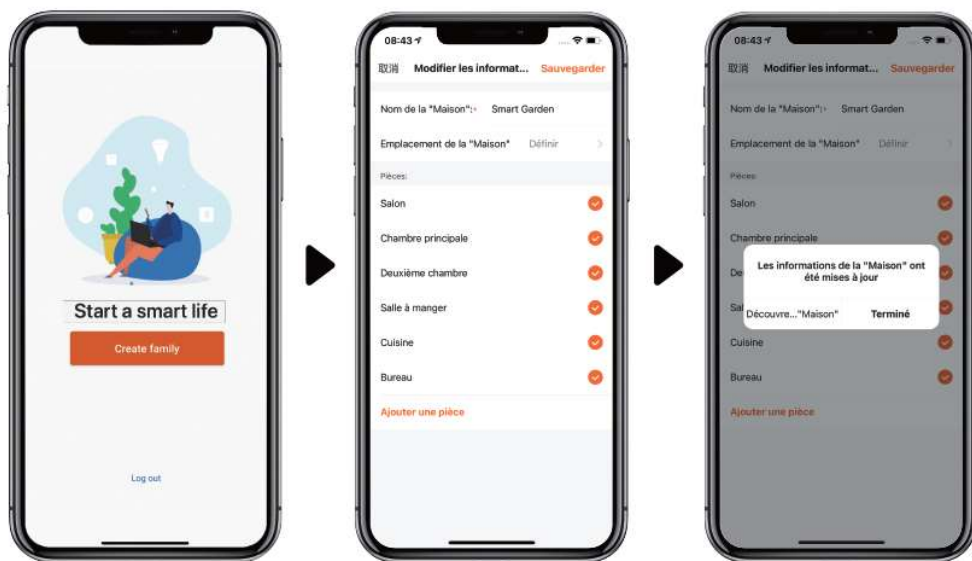 Start a smart life
Create family
Log out
08:43
取消 Modifier les informat... Sauvegarder
Nom de la "Maison":* Smart Garden
Emplacement de la "Maison" Définir
Pièces:
Salon
Chambre principale
Deuxième chambre
Salle à manger
Cuisine
Bureau
Ajouter une pièce
08:43
取消 Modifier les informat... Sauvegarder
Nom de la "Maison":* Smart Garden
Emplacement de la "Maison" Définir
Pièces:
Salon
Chambre principale
De
Sal
Les informations de la "Maison" ont
été mises à jour
Découvre..."Maison" Terminé
Cuisine
Bureau
Ajouter une pièce